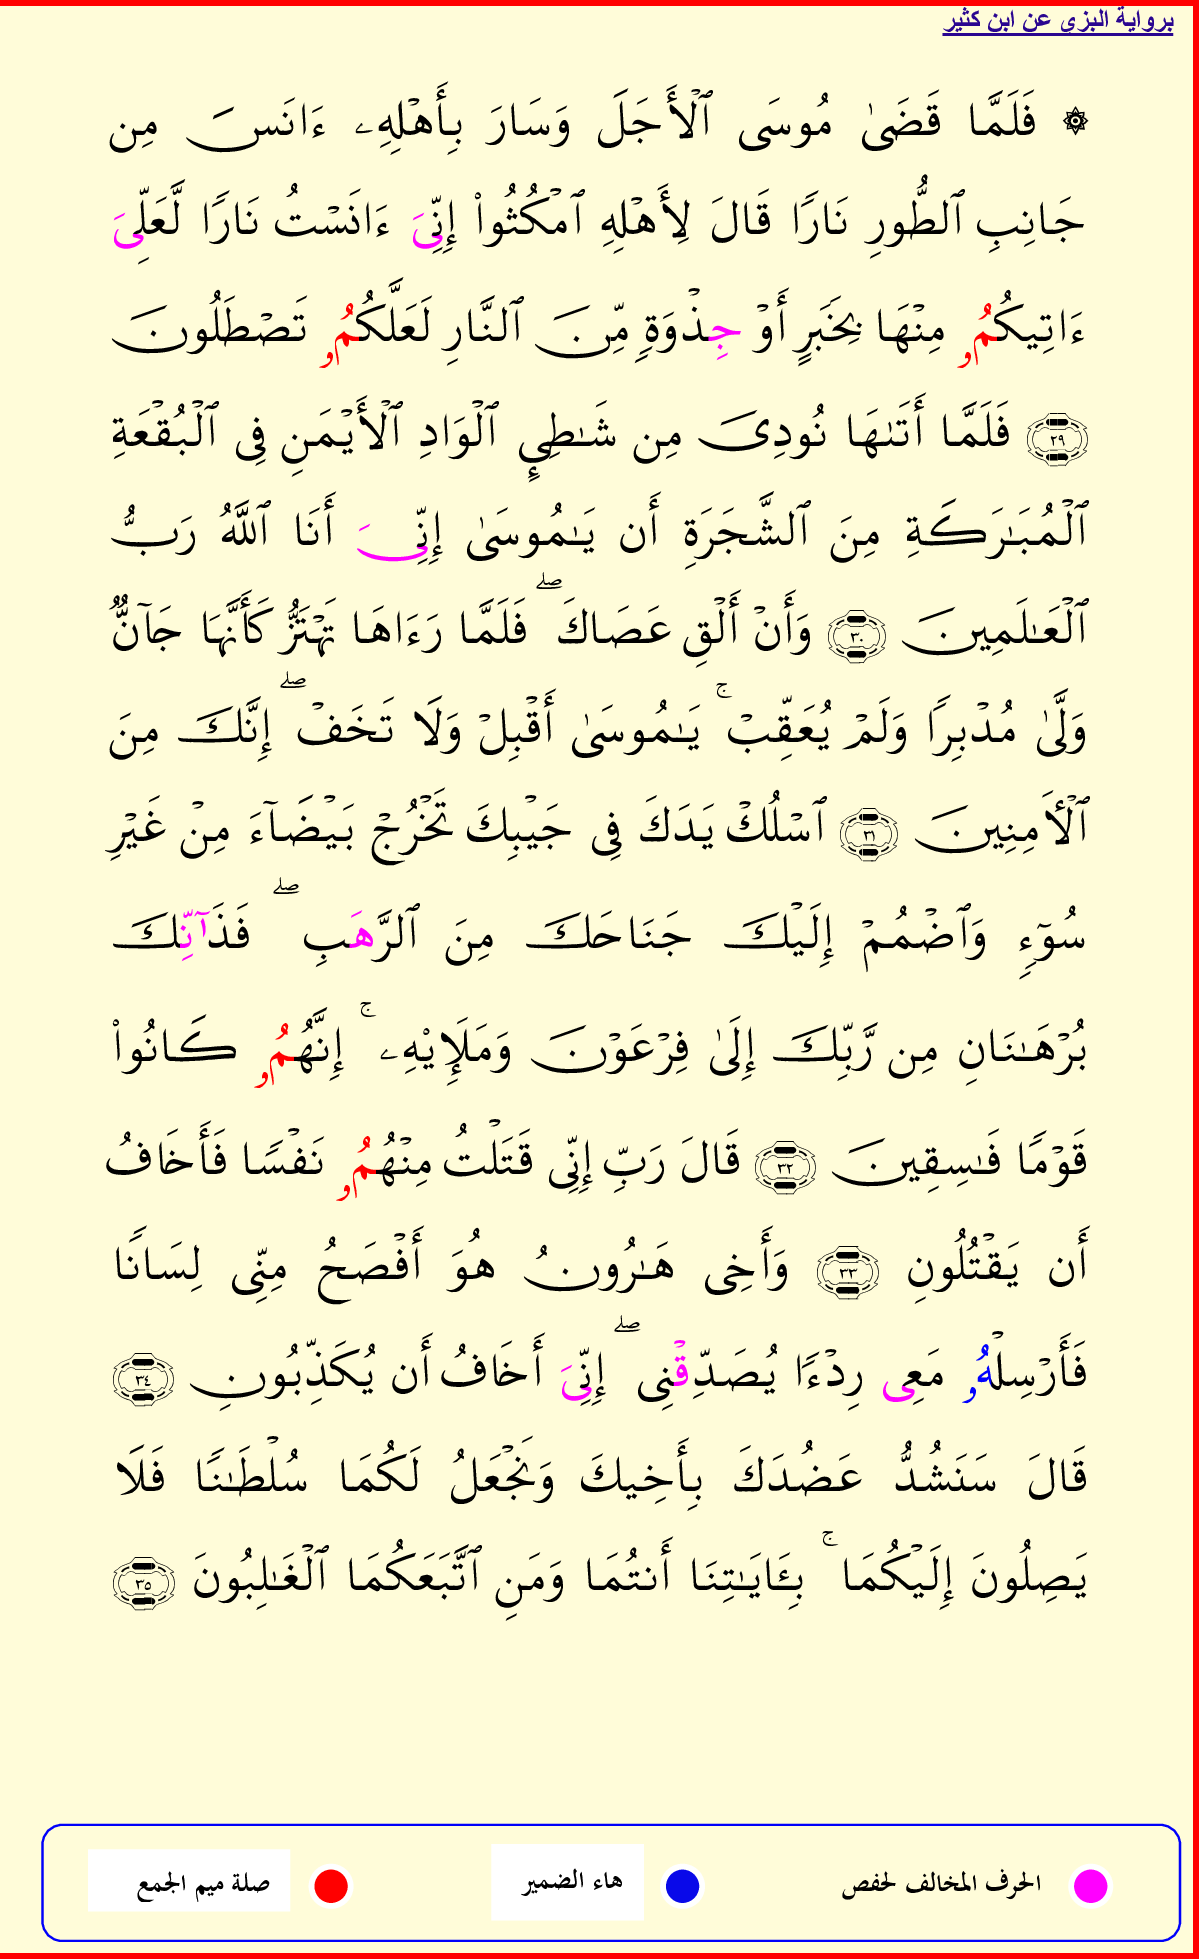 برواية البزى عن ابن كثير
۞ فَلَمَّا قَضَىٰ مُوسَى ٱلْأَجَلَ وَسَارَ بِأَهْلِهِۦ ءَانَسَ مِن
جَانِبِ ٱلطُّورِ نَارًا قَالَ لِأَهْلِهِ ٱمْكُثُوا۟ إِنِّىَ ءَانَسْتُ نَارًا لَّعَلِّىَ
ءَاتِيكُمُۥ مِنْهَا بِخَبَرٍ أَوْ جِذْوَةٍ مِّنَ ٱلنَّارِ لَعَلَّكُمُۥ تَصْطَلُونَ
﴿٢٩﴾ فَلَمَّا أَتَىٰهَا نُودِىَ مِن شَـٰطِئِ ٱلْوَادِ ٱلْأَيْمَنِ فِى ٱلْبُقْعَةِ
ٱلْمُبَـٰرَكَةِ مِنَ ٱلشَّجَرَةِ أَن يَـٰمُوسَىٰ إِنِّىَ أَنَا ٱللَّهُ رَبُّ
ٱلْعَـٰلَمِينَ ﴿٣٠﴾ وَأَنْ أَلْقِ عَصَاكَ ۖ فَلَمَّا رَءَاهَا تَهْتَزُّ كَأَنَّهَا جَآنٌّ
وَلَّىٰ مُدْبِرًا وَلَمْ يُعَقِّبْ ۚ يَـٰمُوسَىٰ أَقْبِلْ وَلَا تَخَفْ ۖ إِنَّكَ مِنَ
ٱلْأَمِنِينَ ﴿٣١﴾ ٱسْلُكْ يَدَكَ فِى جَيْبِكَ تَخْرُجْ بَيْضَآءَ مِنْ غَيْرِ
سُوٓءٍ وَٱضْمُمْ إِلَيْكَ جَنَاحَكَ مِنَ ٱلرَّهَبِ ۖ فَذَآنِّكَ
بُرْهَـٰنَانِ مِن رَّبِّكَ إِلَىٰ فِرْعَوْنَ وَمَلَإِيْهِۦ ۚ إِنَّهُمُۥ كَانُوا۟
قَوْمًا فَـٰسِقِينَ ﴿٣٢﴾ قَالَ رَبِّ إِنِّى قَتَلْتُ مِنْهُمُۥ نَفْسًا فَأَخَافُ
أَن يَقْتُلُونِ ﴿٣٣﴾ وَأَخِى هَـٰرُونُ هُوَ أَفْصَحُ مِنِّى لِسَانًا
فَأَرْسِلْهُۥ مَعِى رِدْءًا يُصَدِّقْنِى ۖ إِنِّىَ أَخَافُ أَن يُكَذِّبُونِ ﴿٣٤﴾
قَالَ سَنَشُدُّ عَضُدَكَ بِأَخِيكَ وَنَجْعَلُ لَكُمَا سُلْطَـٰنًا فَلَا
يَصِلُونَ إِلَيْكُمَا ۚ بِـَٔايَـٰتِنَا أَنتُمَا وَمَنِ ٱتَّبَعَكُمَا ٱلْغَـٰلِبُونَ ﴿٣٥﴾
الحرف المخالف لحفص هاء الضمير صلة ميم الجمع